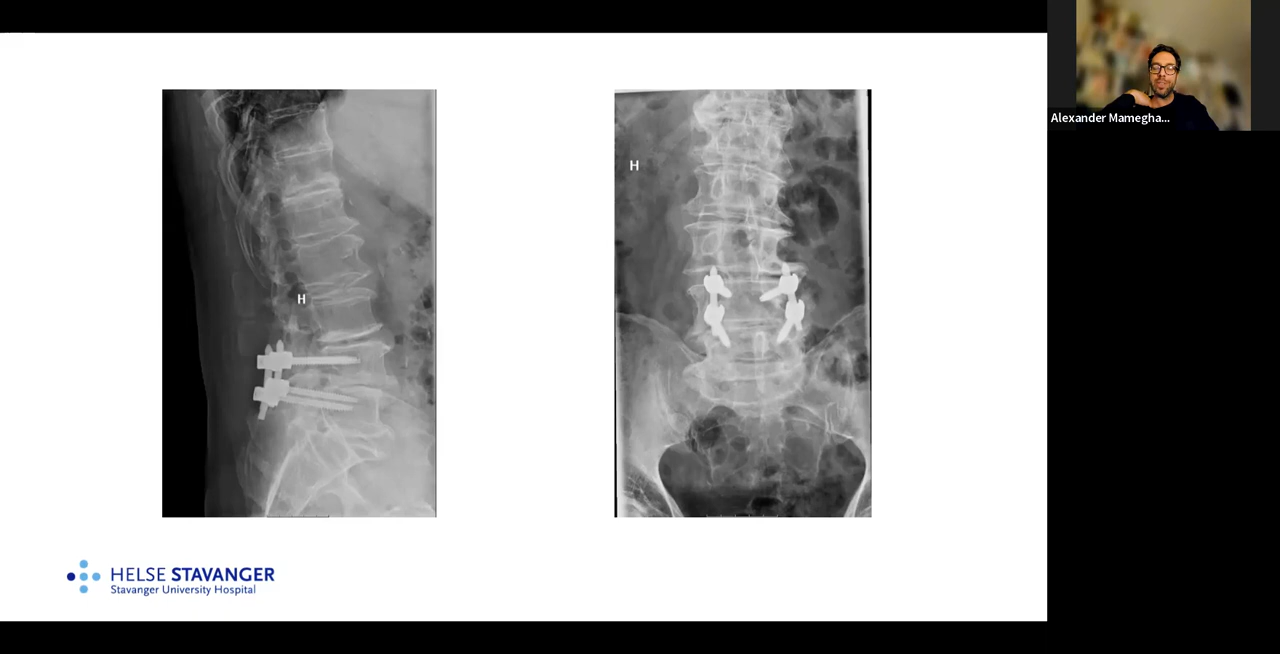 H
H
HELSE STAVANGER
Stavanger University Hospital
Alexander Mamegha...